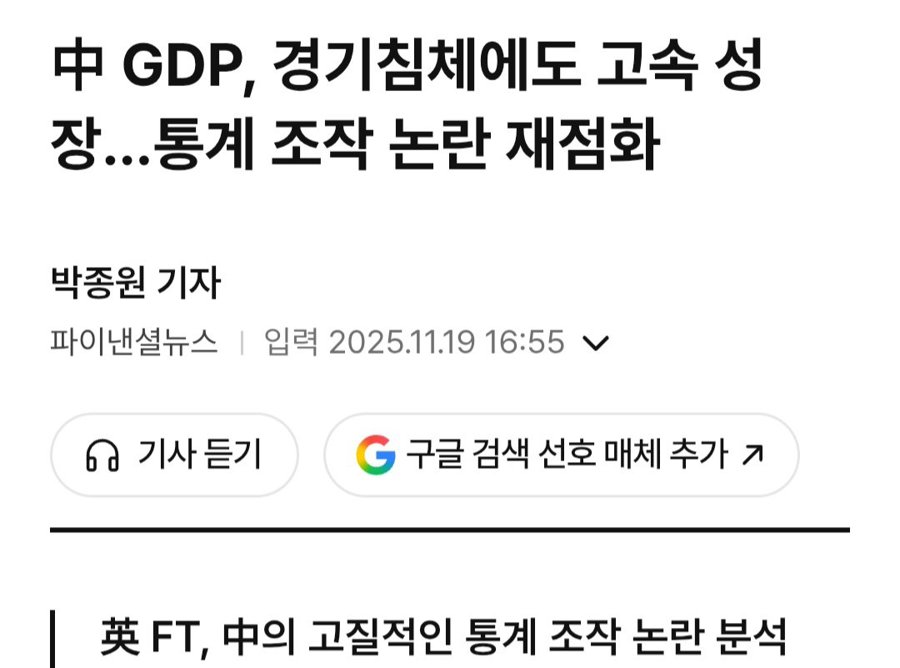 中 GDP, 경기침체에도 고속 성
장...통계 조작 논란 재점화
박종원 기자
파이낸셜뉴스 | 입력 2025.11.19 16:55
기사 듣기
구글 검색 선호 매체 추가 ↗
英 FT, 中의 고질적인 통계 조작 논란 분석